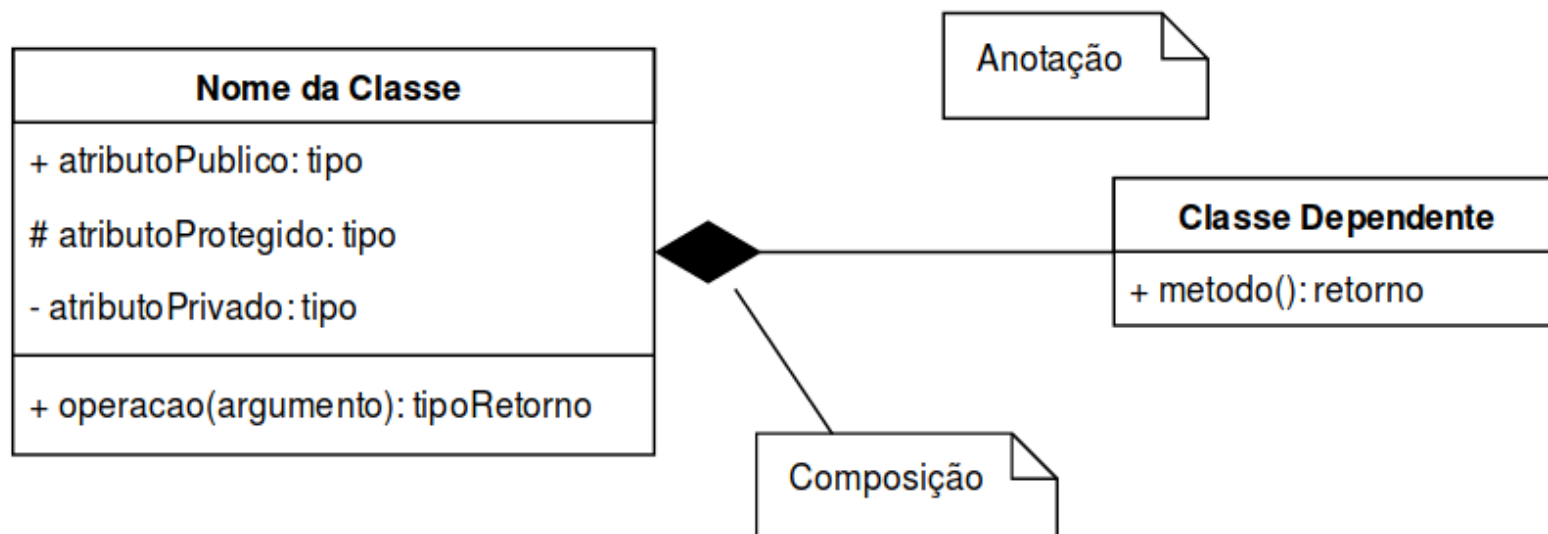 Anotação
Nome da Classe
+ atributoPublico: tipo
# atributoProtegido: tipo
- atributoPrivado: tipo
+ operacao(argumento): tipoRetorno
Classe Dependente
+ metodo(): retorno
Composição